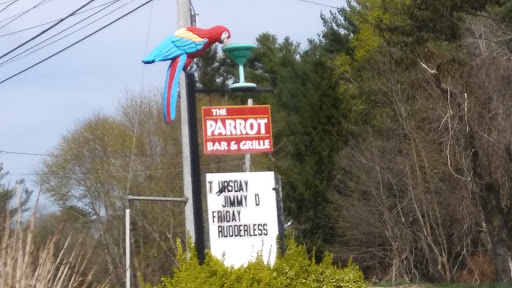 THE
PARROT
BAR & GRILLE
T URSDAY
JIMMY D
FRIDAY
RUDDERLESS